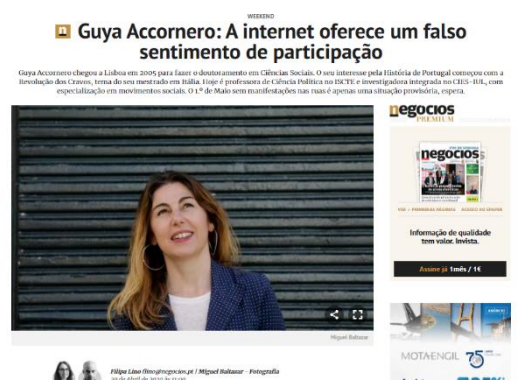 WEEKEND
n Guya Accornero: A internet oferece um falso
sentimento de participação
Guya Accornero chegou a Lisboa em 2005 para fazer o doutoramento em Ciências Sociais. O seu interesse pela História de Portugal começou com a
Revolução dos Cravos, tema do seu mestrado em Itália. Hoje é professora de Ciência Política no ISCTE e investigadora integrada no CIES-IUL, com
especialização em movimentos sociais. O 1.º de Maio sem manifestações nas ruas é apenas uma situação provisória, espera.
negocios
PREMIUM
negocios
Informação de qualidade
tem valor. Invista.
Assine já 1mês / 1€
Miguel Baltazar
MOTAENGIL 75
Filipa Lino flino@negocios.pt / Miguel Baltazar - Fotografia